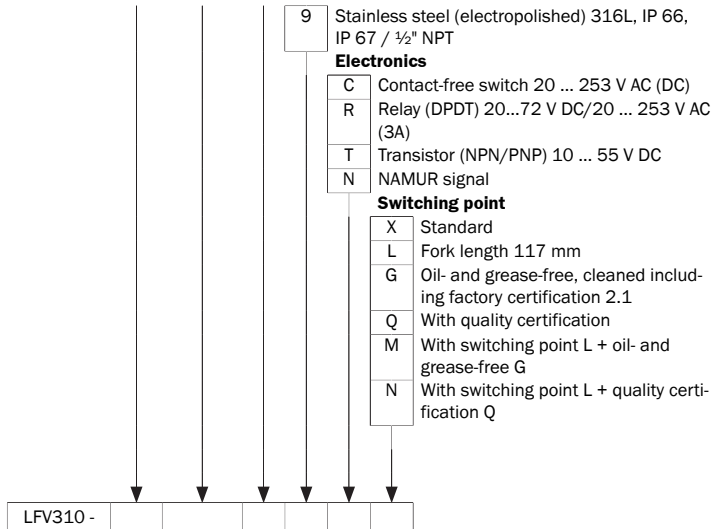 9 Stainless steel (electropolished) 316L, IP 66,
IP 67 / ½" NPT
Electronics
C Contact-free switch 20 ... 253 V AC (DC)
R Relay (DPDT) 20...72 V DC/20 ... 253 V AC
(3A)
T Transistor (NPN/PNP) 10 ... 55 V DC
N NAMUR signal
Switching point
X Standard
L Fork length 117 mm
G Oil- and grease-free, cleaned includ-
ing factory certification 2.1
Q With quality certification
M With switching point L + oil- and
grease-free G
N With switching point L + quality certi-
fication Q
LFV310 -